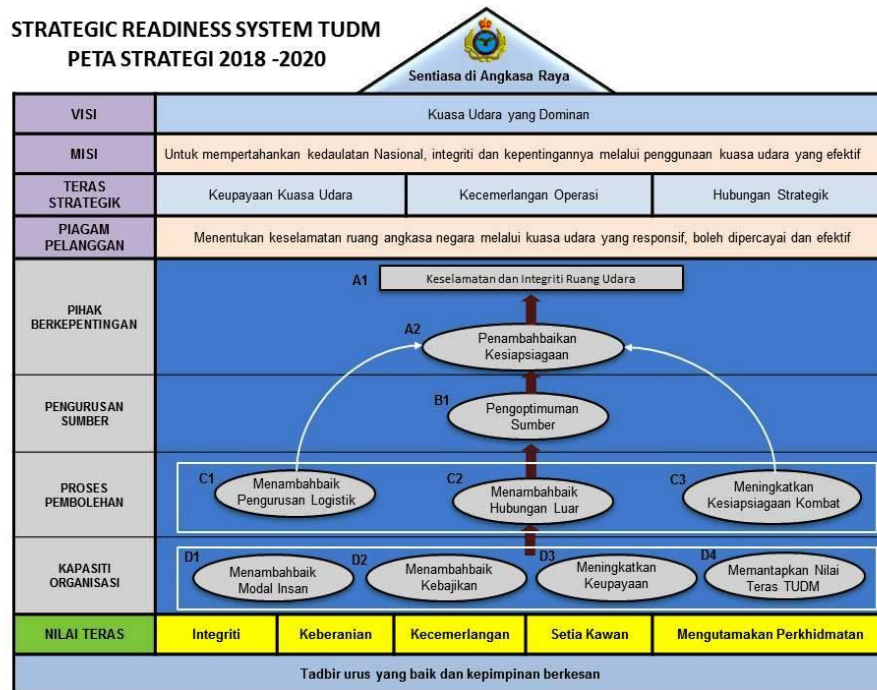 STRATEGIC READINESS SYSTEM TUDM
PETA STRATEGI 2018 -2020
Sentiasa di Angkasa Raya
VISI
Kuasa Udara yang Dominan
MISI
Untuk mempertahankan kedaulatan Nasional, integriti dan kepentingannya melalui penggunaan kuasa udara yang efektif
TERAS
STRATEGIK
Keupayaan Kuasa Udara
Kecemerlangan Operasi
Hubungan Strategik
PIAGAM
PELANGGAN
Menentukan keselamatan ruang angkasa negara melalui kuasa udara yang responsif, boleh dipercayai dan efektif
PIHAK
BERKEPENTINGAN
A1
Keselamatan dan Integriti Ruang Udara
A2
Penambahbaikan
Kesiapsiagaan
PENGURUSAN
SUMBER
B1
Pengoptimuman
Sumber
PROSES
PEMBOLEHAN
C1
Menambahbaik
Pengurusan Logistik
C2
Menambahbaik
Hubungan Luar
C3
Meningkatkan
Kesiapsiagaan Kombat
KAPASITI
ORGANISASI
D1
Menambahbaik
Modal Insan
D2
Menambahbaik
Kebajikan
D3
Meningkatkan
Keupayaan
D4
Memantapkan Nilai
Teras TUDM
NILAI TERAS
Integriti
Keberanian
Kecemerlangan
Setia Kawan
Mengutamakan Perkhidmatan
Tadbir urus yang baik dan kepimpinan berkesan